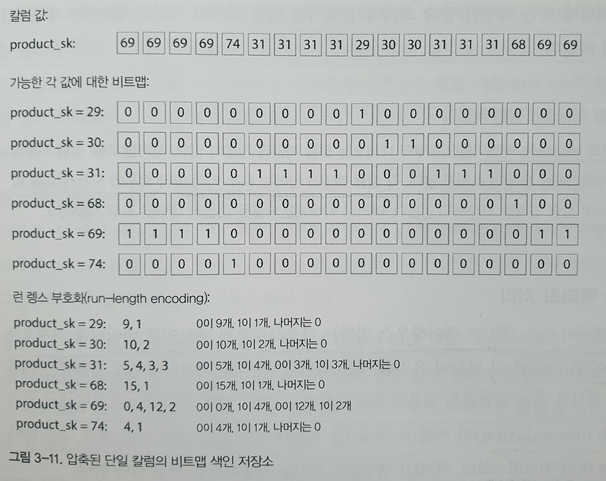 칼럼 값:
product_sk: 69 69 69 69 74 31 31 31 31 29 30 30 31 31 31 68 69 69
가능한 각 값에 대한 비트맵:
product_sk = 29: 0 0 0 0 0 0 0 0 0 1 0 0 0 0 0 0 0 0
product_sk = 30: 0 0 0 0 0 0 0 0 0 0 1 1 0 0 0 0 0 0
product_sk = 31: 0 0 0 0 0 1 1 1 1 0 0 0 1 1 1 0 0 0
product_sk = 68: 0 0 0 0 0 0 0 0 0 0 0 0 0 0 0 1 0 0
product_sk = 69: 1 1 1 1 0 0 0 0 0 0 0 0 0 0 0 0 1 1
product_sk = 74: 0 0 0 0 1 0 0 0 0 0 0 0 0 0 0 0 0 0
런 렝스 부호화(run-length encoding):
product_sk = 29: 9, 1 0이 9개, 1이 1개, 나머지는 0
product_sk = 30: 10, 2 0이 10개, 1이 2개, 나머지는 0
product_sk = 31: 5, 4, 3, 3 0이 5개, 1이 4개, 0이 3개, 1이 3개, 나머지는 0
product_sk = 68: 15, 1 0이 15개, 1이 1개, 나머지는 0
product_sk = 69: 0, 4, 12, 2 0이 0개, 1이 4개, 0이 12개, 1이 2개
product_sk = 74: 4, 1 0이 4개, 1이 1개, 나머지는 0
그림 3-11. 압축된 단일 칼럼의 비트맵 색인 저장소